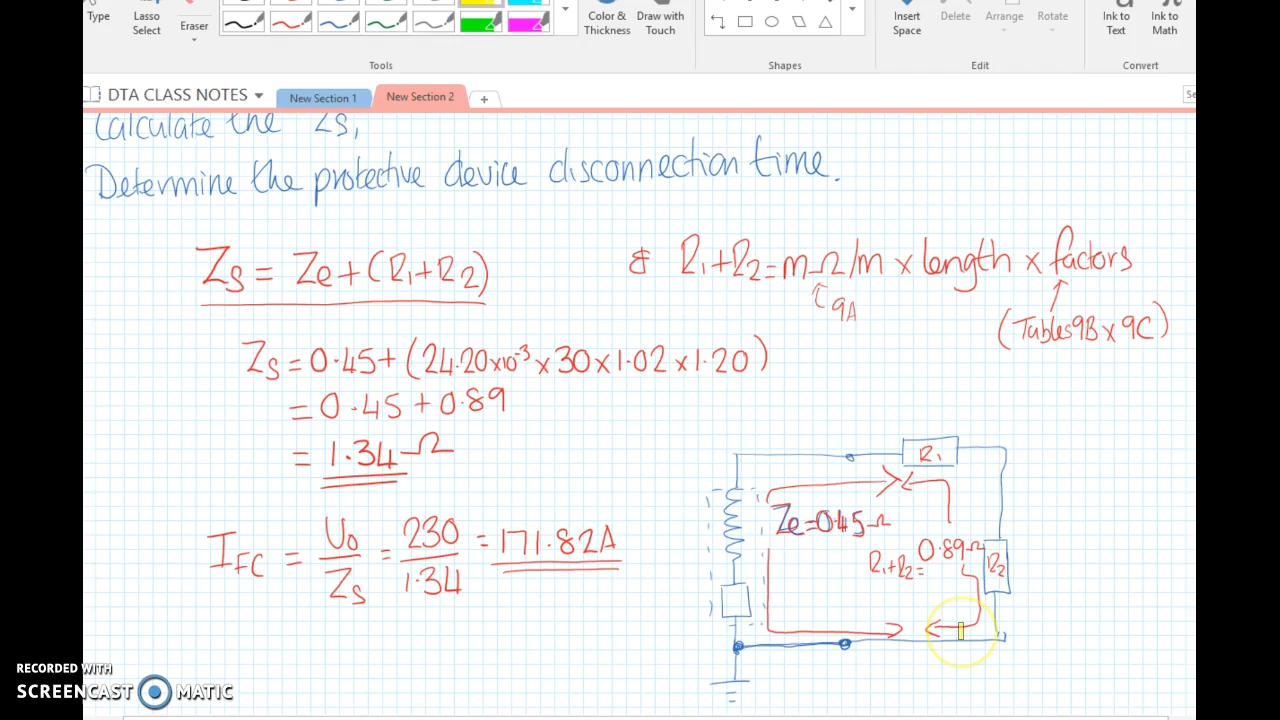 Type
Lasso
Select
Eraser
Color &
Thickness
Draw with
Touch
Insert
Space
Delete
Arrange
Rotate
Ink to
Text
Ink to
Math
Tools
Shapes
Edit
Convert
DTA CLASS NOTES
New Section 1
New Section 2
+
Se
Calculate the Zs,
Determine the protective device disconnection time.
Zs = Ze+(R1+R2)
& R1+R2=mΩ/m × length × factors
9A
(Tables 9B × 9C)
Zs = 0.45+(24.20×10-3 × 30 × 1.02 × 1.20)
= 0.45 + 0.89
= 1.34 Ω
IFC = U0/Zs = 230/1.34 = 171.82A
R1
Ze=0.45Ω
R1+R2= 0.89Ω
R2
RECORDED WITH
SCREENCAST MATIC